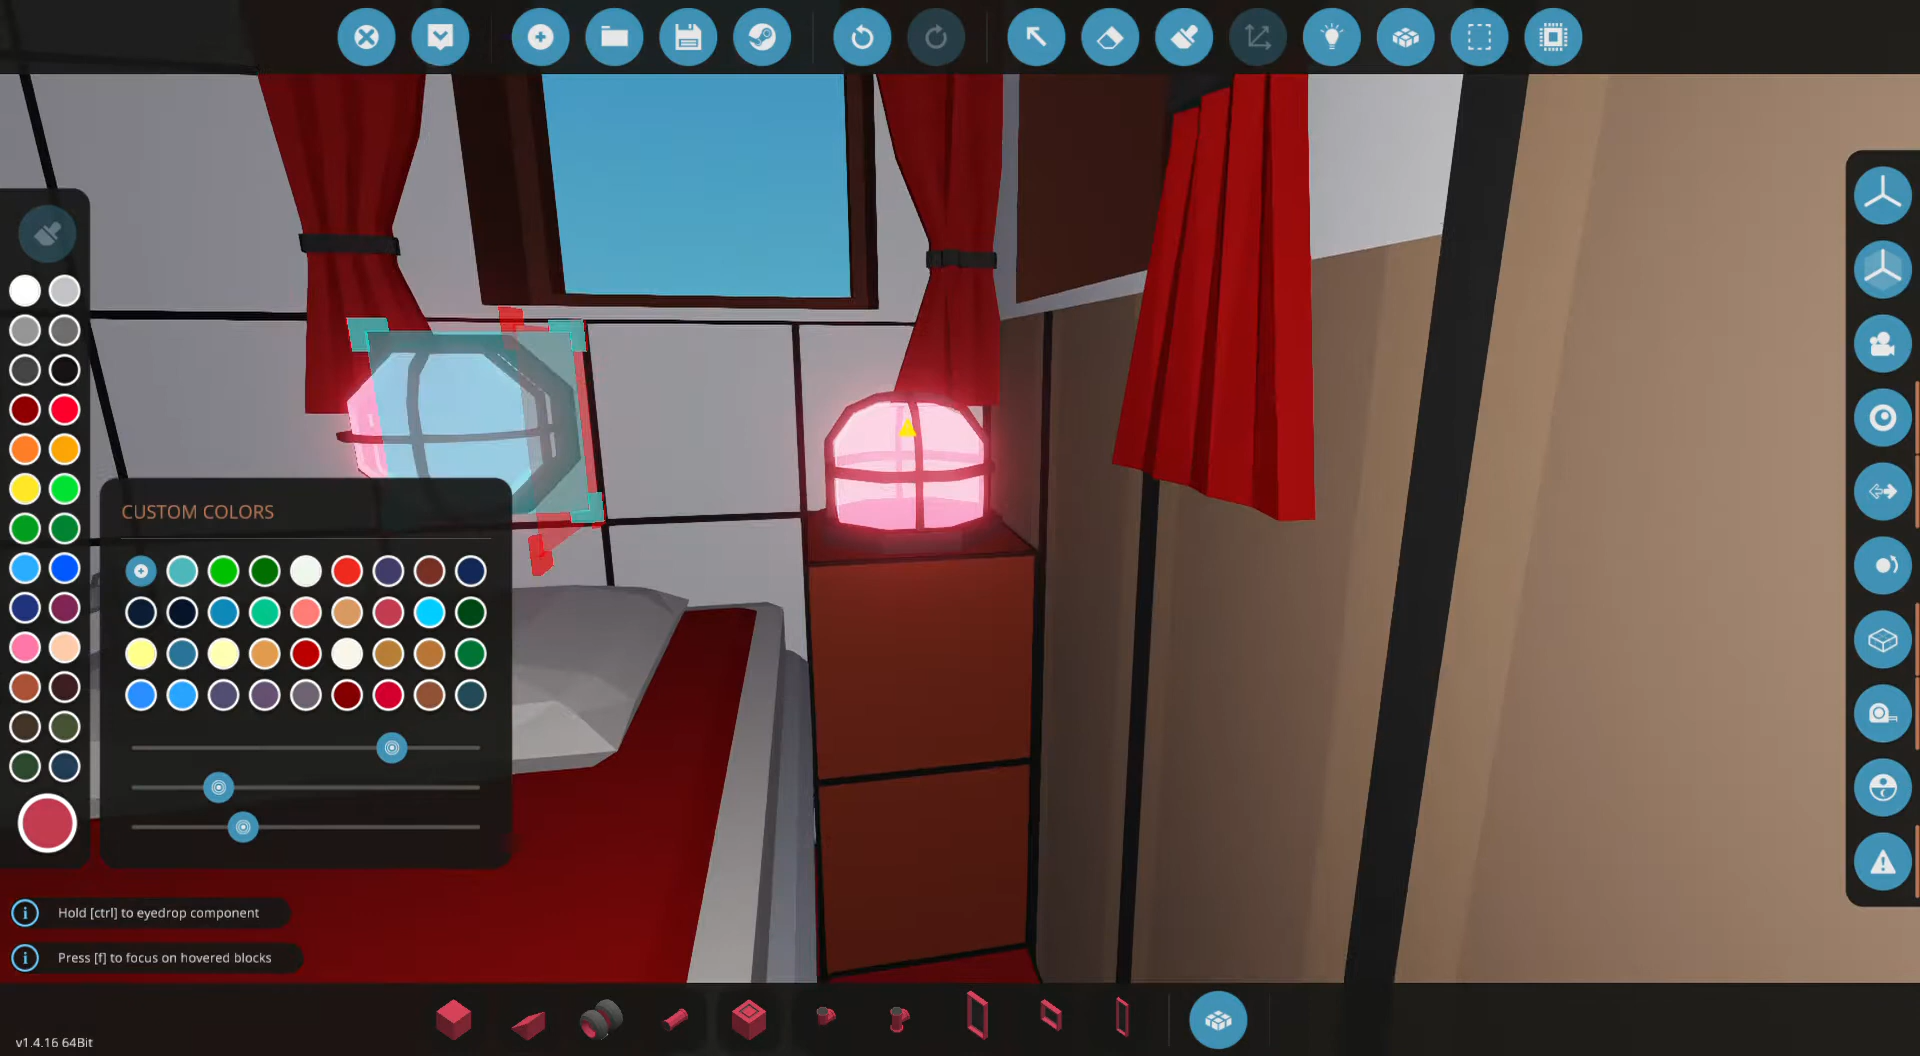 CUSTOM COLORS
Hold [ctrl] to eyedrop component
Press [f] to focus on hovered blocks
v1.4.16 64Bit